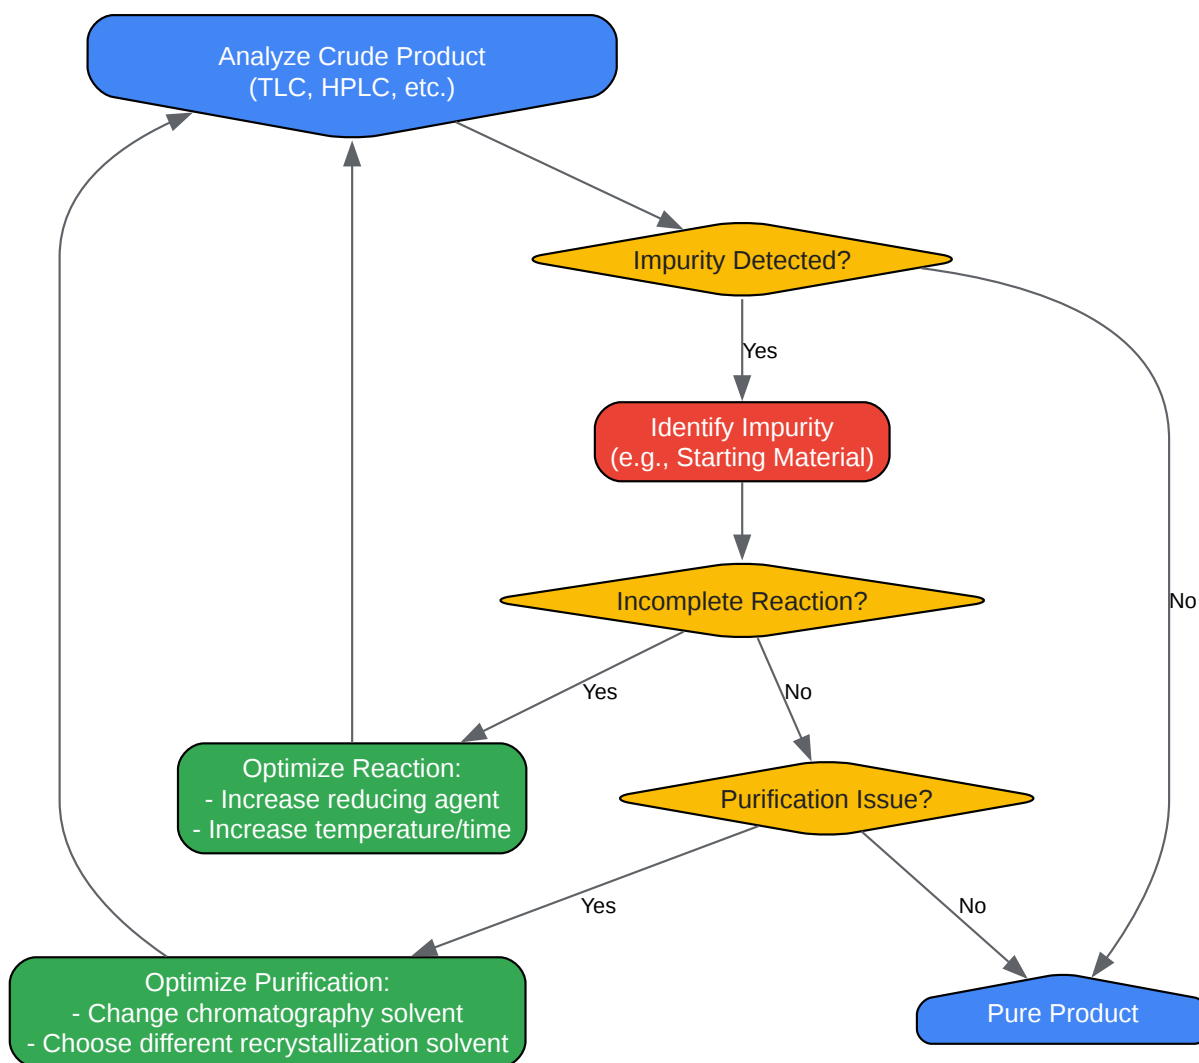 Analyze Crude Product
(TLC, HPLC, etc.)
Impurity Detected?
Yes
Identify Impurity
(e.g., Starting Material)
Incomplete Reaction?
No
Yes
No
Optimize Reaction:
- Increase reducing agent
- Increase temperature/time
Purification Issue?
Yes
No
Optimize Purification:
- Change chromatography solvent
- Choose different recrystallization solvent
Pure Product